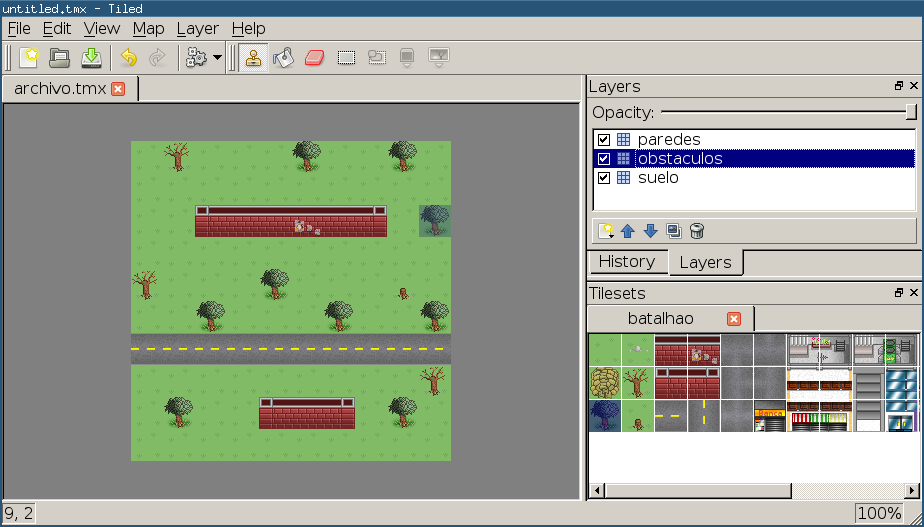 untitled.tmx - Tiled
File Edit View Map Layer Help
archivo.tmx
Layers
Opacity:
paredes
obstaculos
suelo
History Layers
Tilesets
batalhao
Banco
9, 2
100%